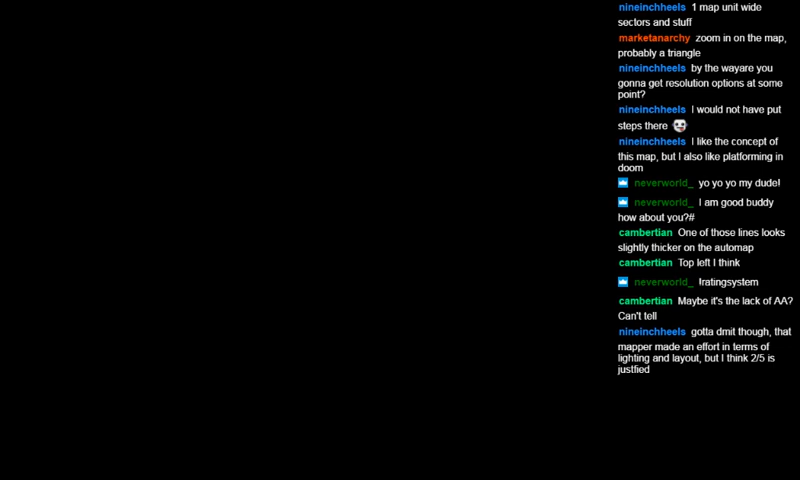 nineinchheels 1 map unit wide
sectors and stuff
marketanarchy zoom in on the map,
probably a triangle
nineinchheels by the wayare you
gonna get resolution options at some
point?
nineinchheels I would not have put
steps there
nineinchheels I like the concept of
this map, but I also like platforming in
doom
neverworld_ yo yo yo my dude!
neverworld_ I am good buddy
how about you?#
cambertian One of those lines looks
slightly thicker on the automap
cambertian Top left I think
neverworld_ !ratingsystem
cambertian Maybe it's the lack of AA?
Can't tell
nineinchheels gotta dmit though, that
mapper made an effort in terms of
lighting and layout, but I think 2/5 is
justfied